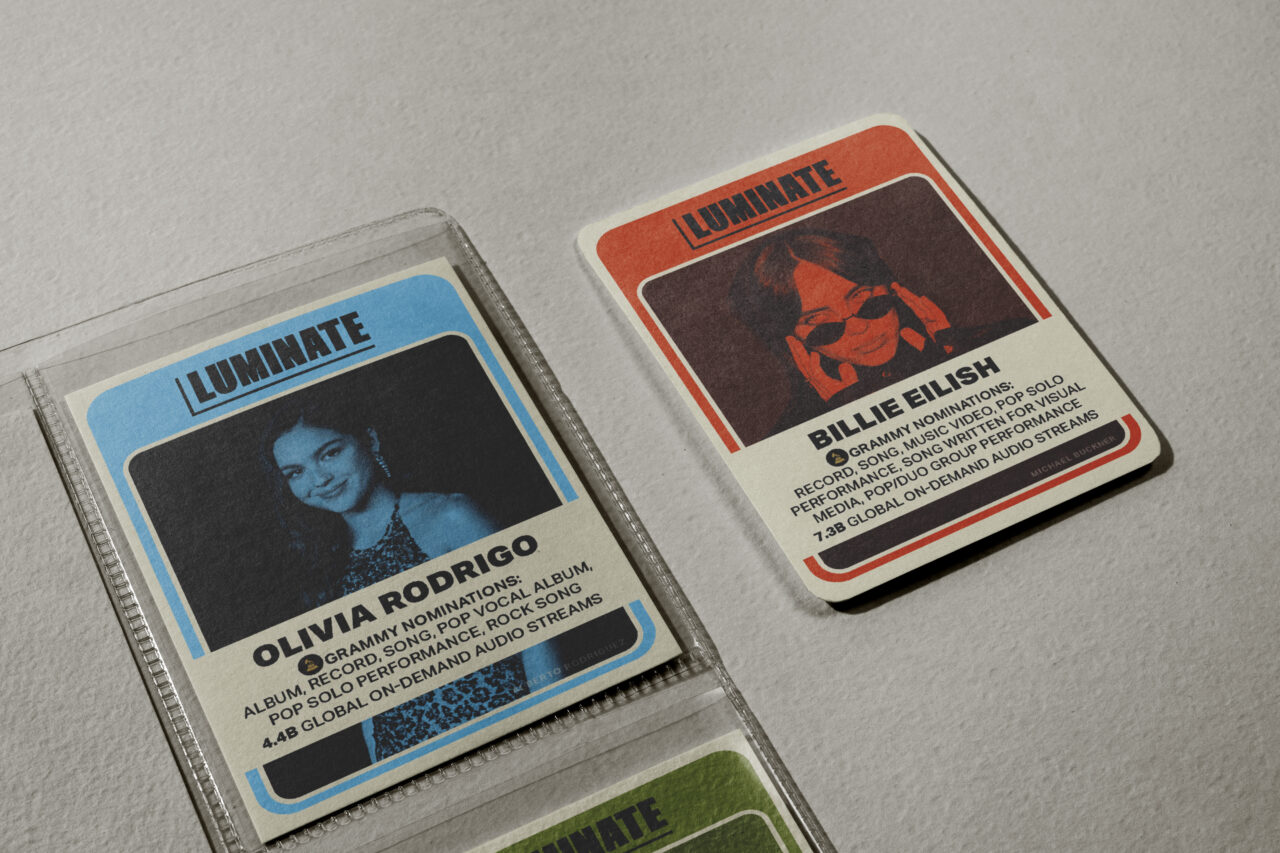 LUMINATE
OLIVIA RODRIGO
GRAMMY NOMINATIONS:
ALBUM, RECORD, SONG, POP VOCAL ALBUM,
POP SOLO PERFORMANCE, ROCK SONG
4.4B GLOBAL ON-DEMAND AUDIO STREAMS
RODRIGUEZ
LUMINATE
BILLIE EILISH
GRAMMY NOMINATIONS:
RECORD, SONG, MUSIC VIDEO, POP SOLO
PERFORMANCE, SONG WRITTEN FOR VISUAL
MEDIA, POP/DUO GROUP PERFORMANCE
7.3B GLOBAL ON-DEMAND AUDIO STREAMS
MICHAEL BUCKNER
LUMINATE